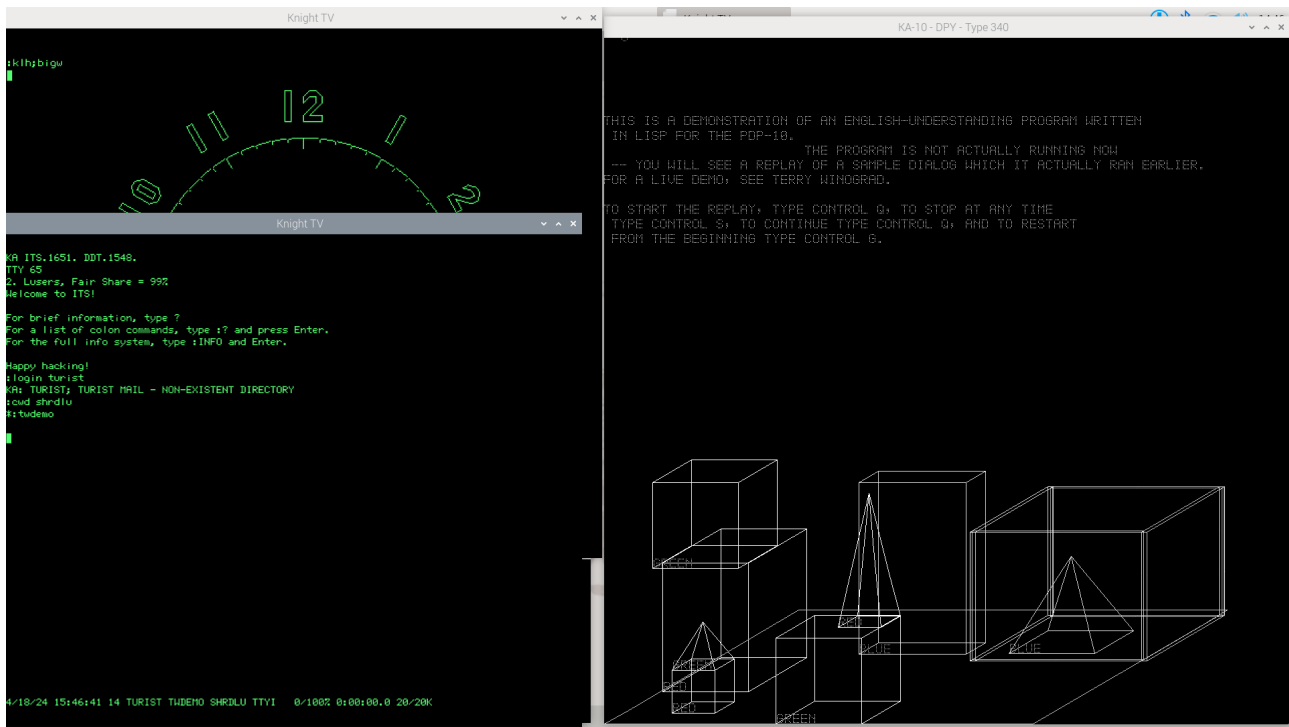 Knight TV
:klh;bigw
10
11
12
1
2
Knight TV
KA ITS.1651. DDT.1548.
TTY 65
2. Lusers, Fair Share = 99%
Welcome to ITS!
For brief information, type ?
For a list of colon commands, type :? and press Enter.
For the full info system, type :INFO and Enter.
Happy hacking!
:login turist
KA: TURIST; TURIST MAIL - NON-EXISTENT DIRECTORY
:cwd shrdlu
*:twdemo
4/18/24 15:46:41 14 TURIST TWDEMO SHRDLU TTYI 0/100% 0:00:00.0 20/20K
KA-10 - DPY - Type 340
THIS IS A DEMONSTRATION OF AN ENGLISH-UNDERSTANDING PROGRAM WRITTEN
IN LISP FOR THE PDP-10.
THE PROGRAM IS NOT ACTUALLY RUNNING NOW
-- YOU WILL SEE A REPLAY OF A SAMPLE DIALOG WHICH IT ACTUALLY RAN EARLIER.
FOR A LIVE DEMO, SEE TERRY WINOGRAD.
TO START THE REPLAY, TYPE CONTROL Q, TO STOP AT ANY TIME
TYPE CONTROL S, TO CONTINUE TYPE CONTROL Q, AND TO RESTART
FROM THE BEGINNING TYPE CONTROL G.
GREEN
RED
BLUE
BLUE
GREEN
RED
RED
GREEN